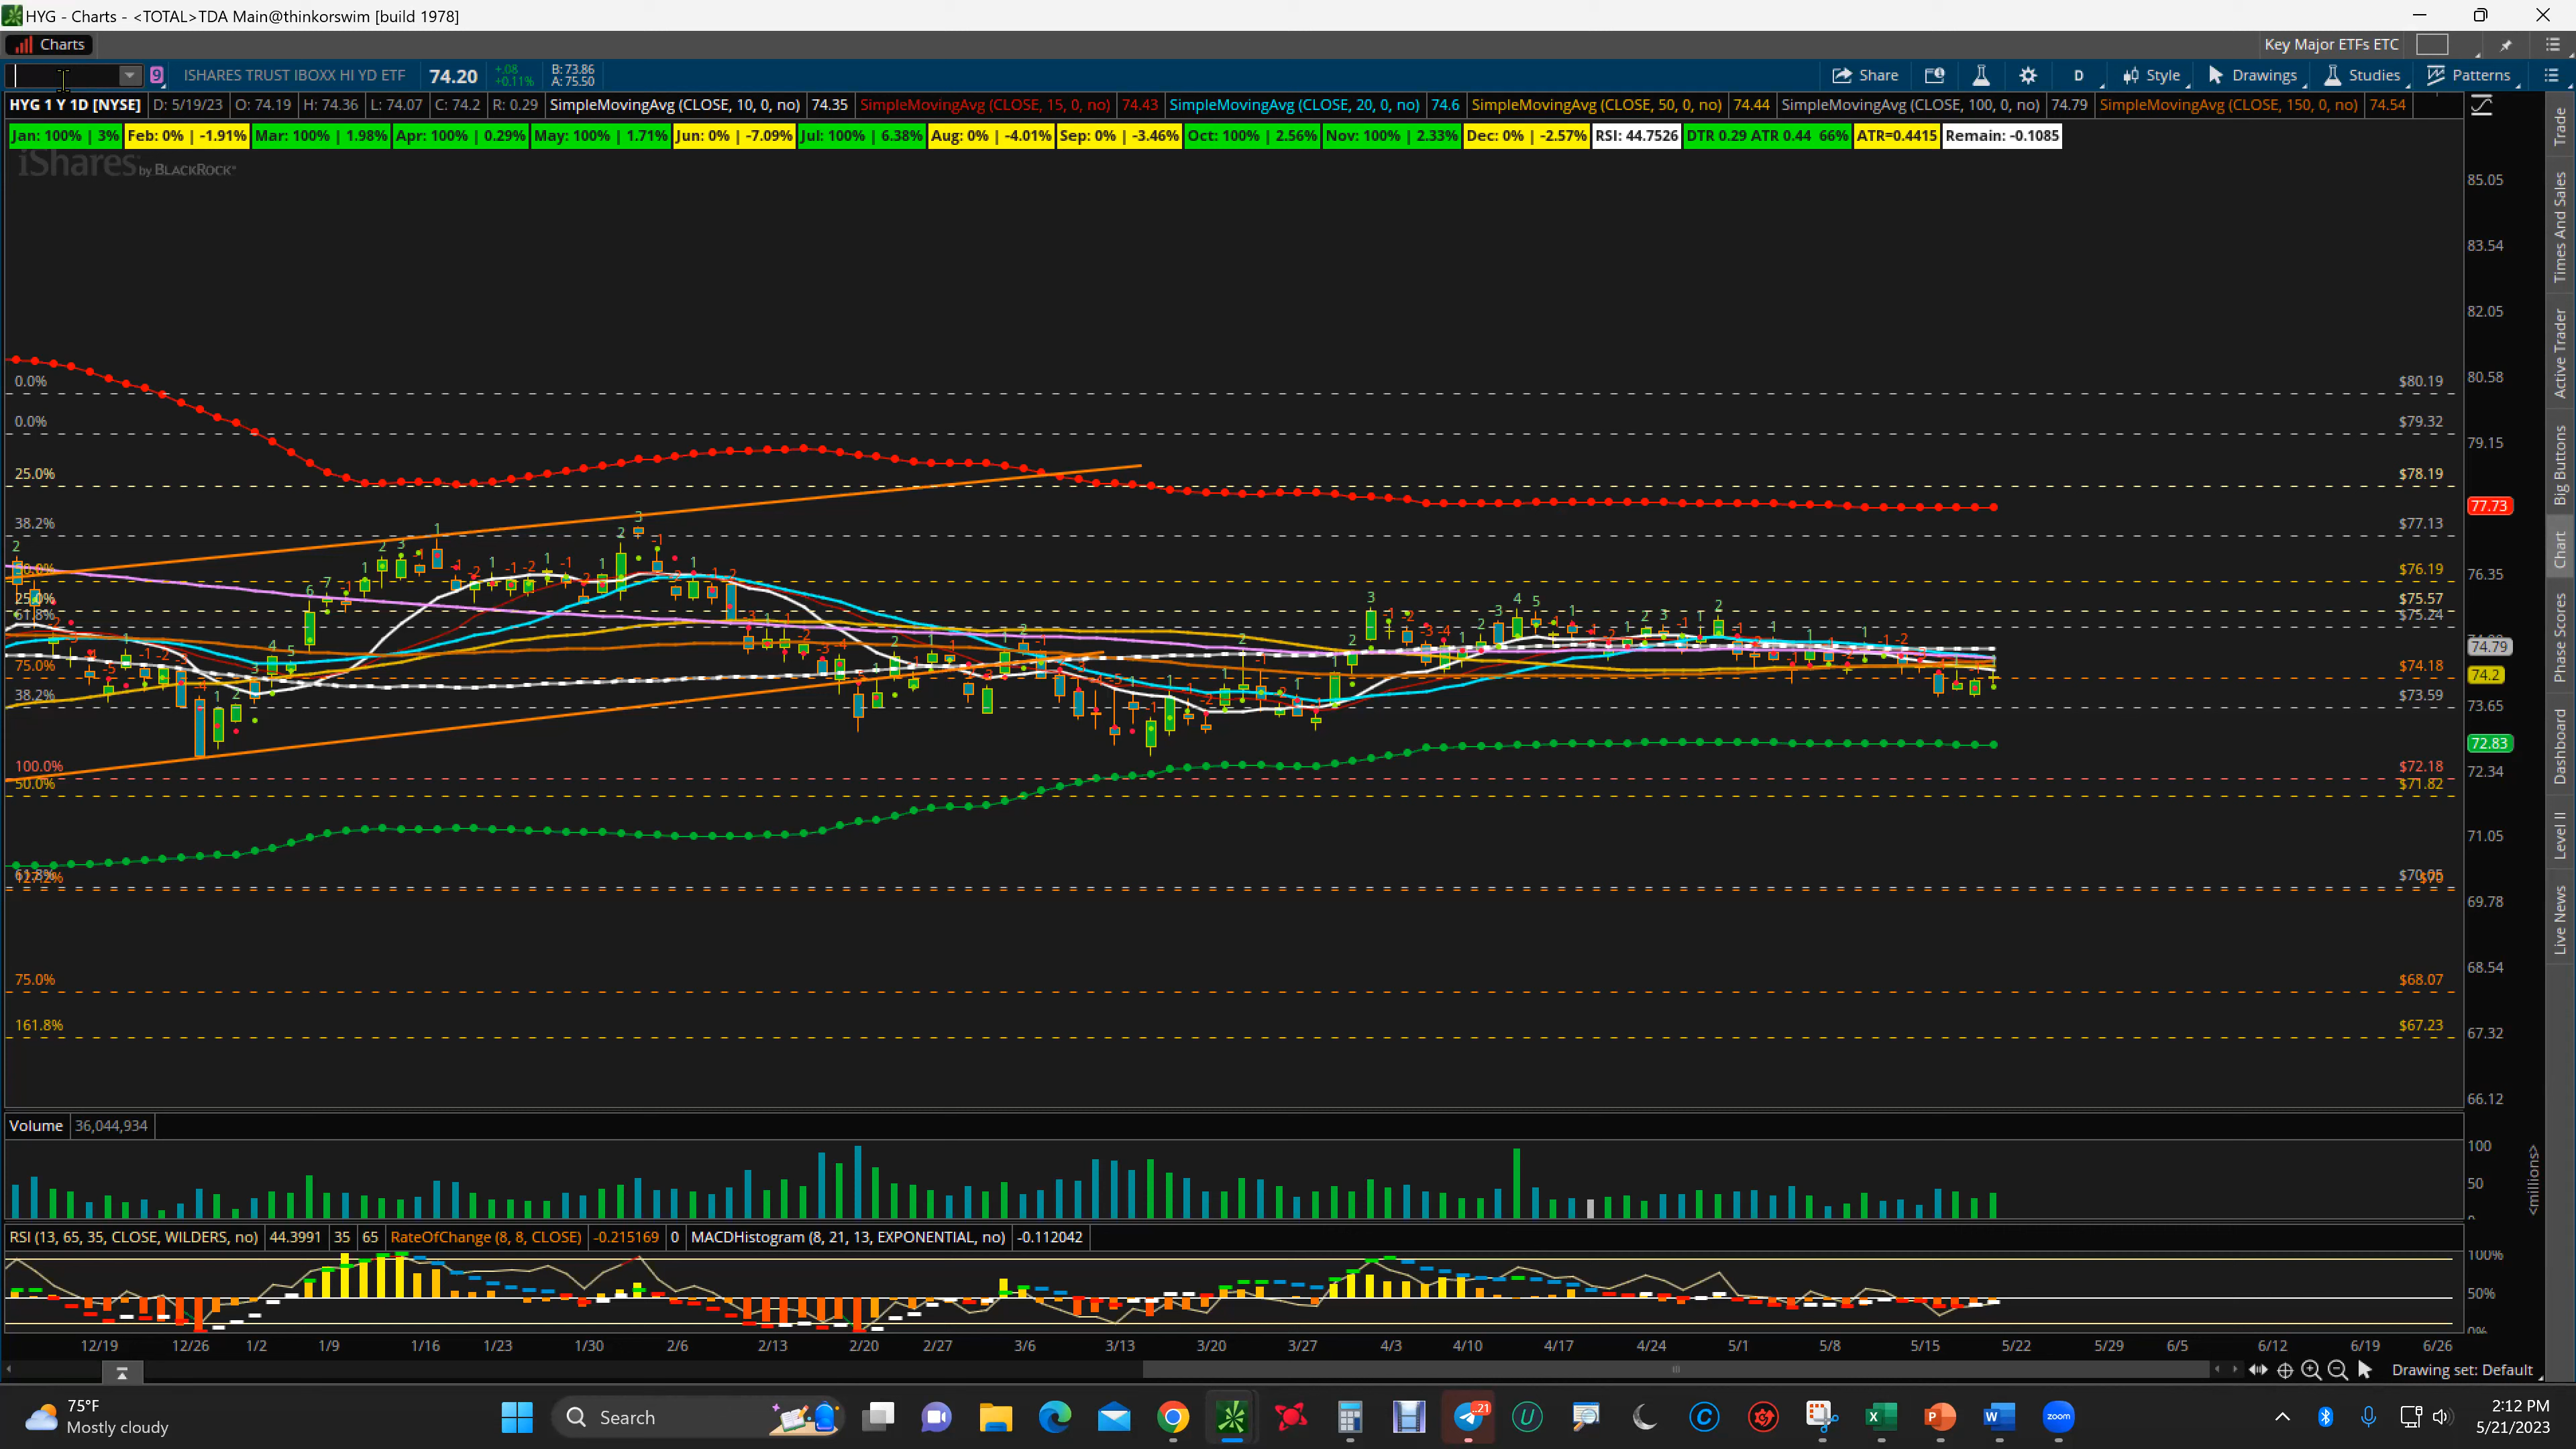 HYG - Charts - <TOTAL>TDA Main@thinkorswim [build 1978]
Charts
Key Major ETFs ETC
9 ISHARES TRUST IBOXX HI YD ETF 74.20 +.08 +0.11% B: 73.86 A: 75.50 Share D Style Drawings Studies Patterns
HYG 1 Y 1D [NYSE] D: 5/19/23 O: 74.19 H: 74.36 L: 74.07 C: 74.2 R: 0.29 SimpleMovingAvg (CLOSE, 10, 0, no) 74.35 SimpleMovingAvg (CLOSE, 15, 0, no) 74.43 SimpleMovingAvg (CLOSE, 20, 0, no) 74.6 SimpleMovingAvg (CLOSE, 50, 0, no) 74.44 SimpleMovingAvg (CLOSE, 100, 0, no) 74.79 SimpleMovingAvg (CLOSE, 150, 0, no) 74.54
Jan: 100% | 3% Feb: 0% | -1.91% Mar: 100% | 1.98% Apr: 100% | 0.29% May: 100% | 1.71% Jun: 0% | -7.09% Jul: 100% | 6.38% Aug: 0% | -4.01% Sep: 0% | -3.46% Oct: 100% | 2.56% Nov: 100% | 2.33% Dec: 0% | -2.57% RSI: 44.7526 DTR 0.29 ATR 0.44 66% ATR=0.4415 Remain: -0.1085
iShares by BLACKROCK
85.05
83.54
82.05
80.58
0.0% $80.19
0.0% $79.32
79.15
25.0% $78.19
77.73
38.2% $77.13
76.35
$76.19
25.0% $75.57
61.8% $75.24
74.79
75.0% $74.18
74.2
38.2% $73.59
73.65
72.83
100.0% $72.18
72.34
50.0% $71.82
71.05
127.2% $70.05
69.78
75.0% $68.07
68.54
161.8% $67.23
67.32
66.12
Volume 36,044,934
100
50
<millions>
RSI (13, 65, 35, CLOSE, WILDERS, no) 44.3991 35 65 RateOfChange (8, 8, CLOSE) -0.215169 0 MACDHistogram (8, 21, 13, EXPONENTIAL, no) -0.112042
100%
50%
0%
12/19 12/26 1/2 1/9 1/16 1/23 1/30 2/6 2/13 2/20 2/27 3/6 3/13 3/20 3/27 4/3 4/10 4/17 4/24 5/1 5/8 5/15 5/22 5/29 6/5 6/12 6/19 6/26
Drawing set: Default
Trade
Times And Sales
Active Trader
Big Buttons
Chart
Phase Scores
Dashboard
Level II
Live News
75°F
Mostly cloudy
Search
21
zoom
2:12 PM
5/21/2023